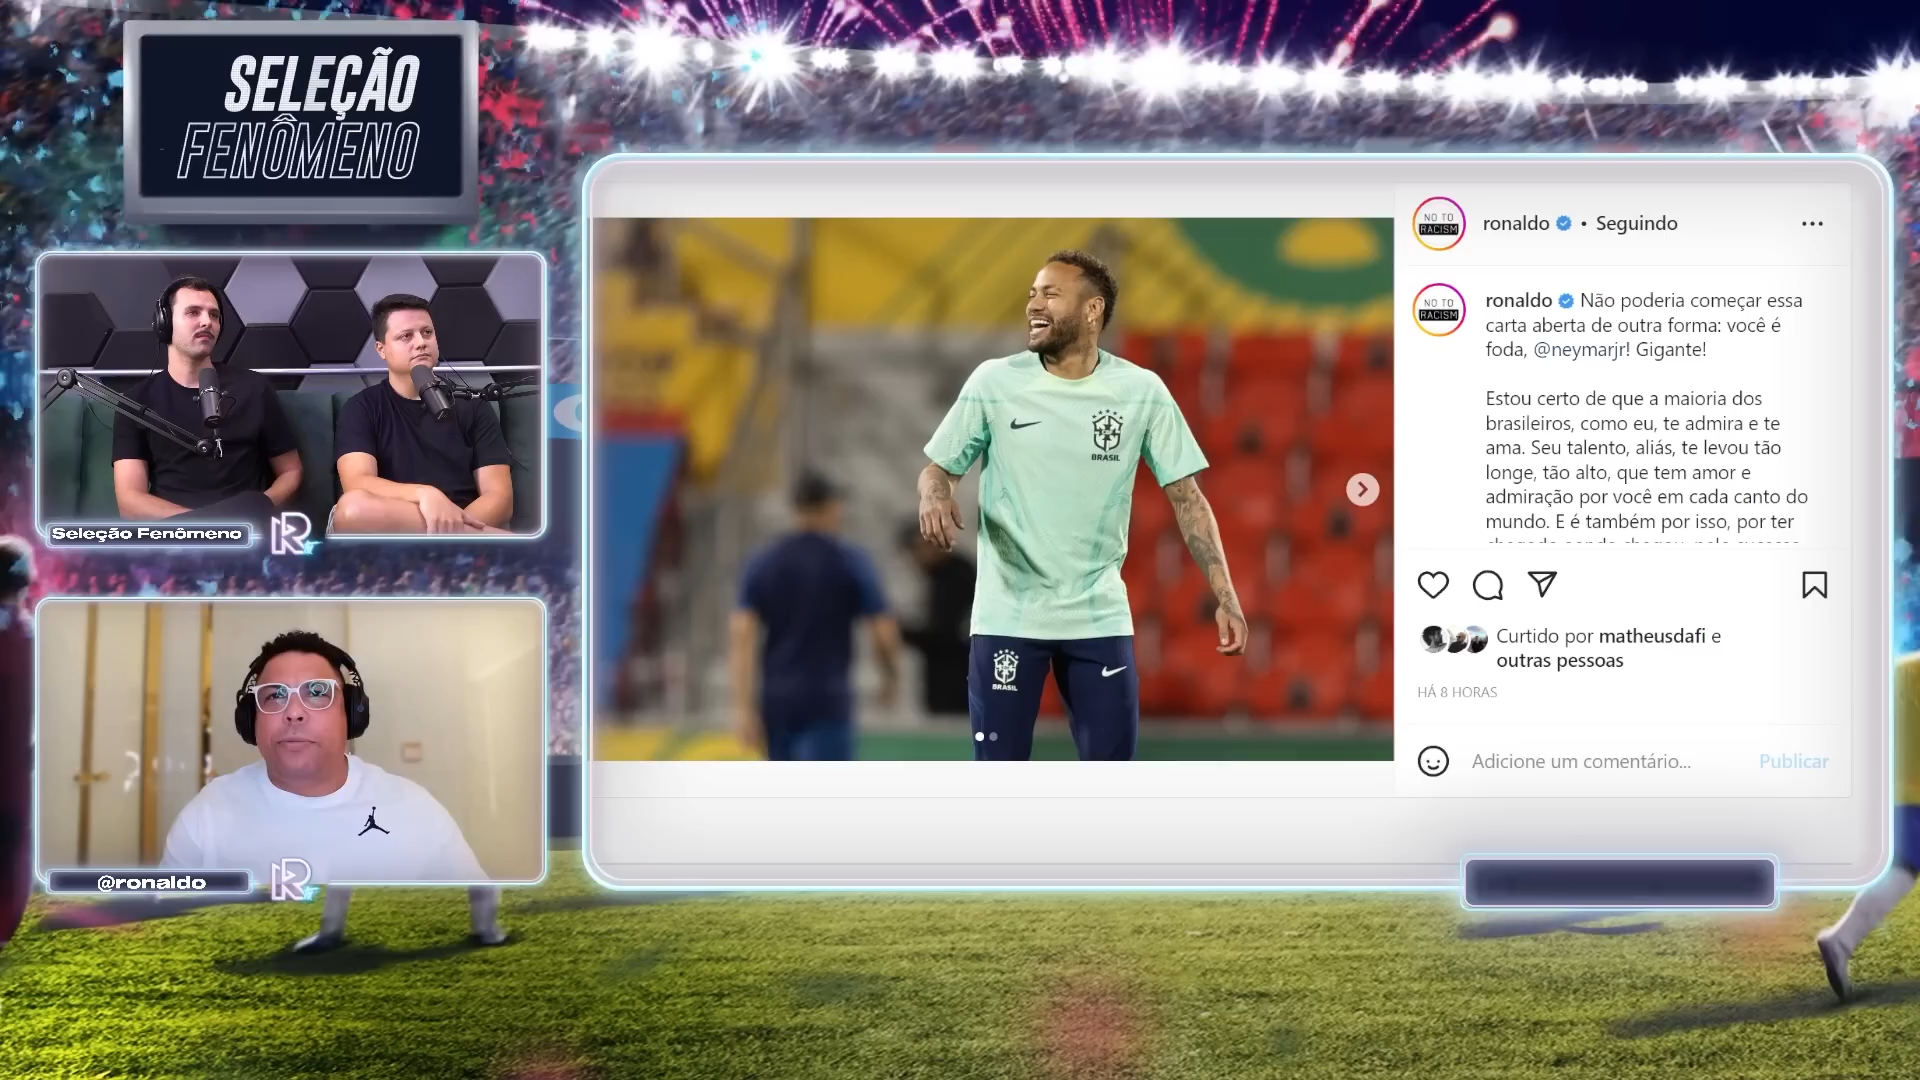 SELEÇÃO
FENÔMENO
Seleção Fenômeno
@ronaldo
BRASIL
BRASIL
NO TO
RACISM
ronaldo • Seguindo
NO TO
RACISM
ronaldo Não poderia começar essa
carta aberta de outra forma: você é
foda, @neymarjr! Gigante!
Estou certo de que a maioria dos
brasileiros, como eu, te admira e te
ama. Seu talento, aliás, te levou tão
longe, tão alto, que tem amor e
admiração por você em cada canto do
mundo. E é também por isso, por ter
Curtido por matheusdafi e
outras pessoas
HÁ 8 HORAS
Adicione um comentário... Publicar